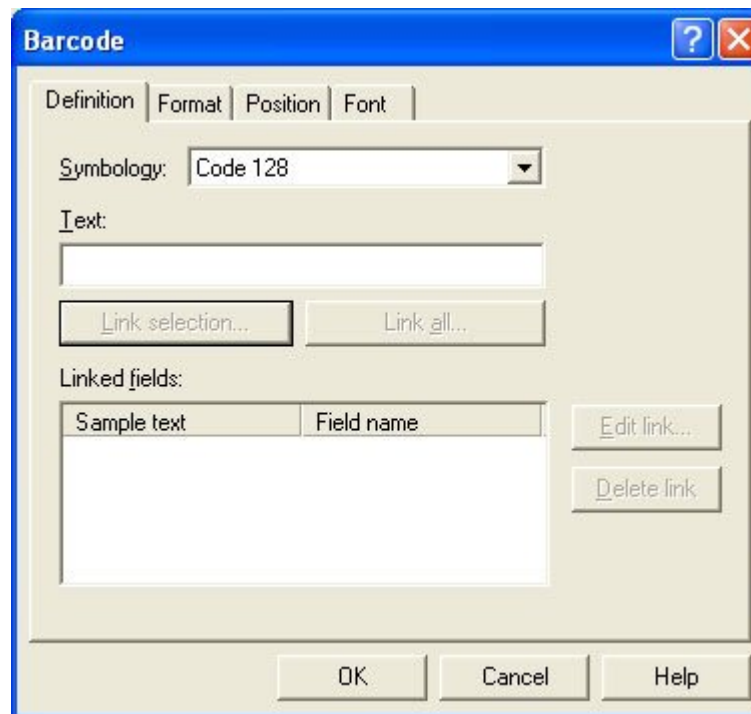 Barcode
Definition Format Position Font
Symbology: Code 128
Text:
Link selection... Link all...
Linked fields:
Sample text Field name
Edit link...
Delete link
OK Cancel Help